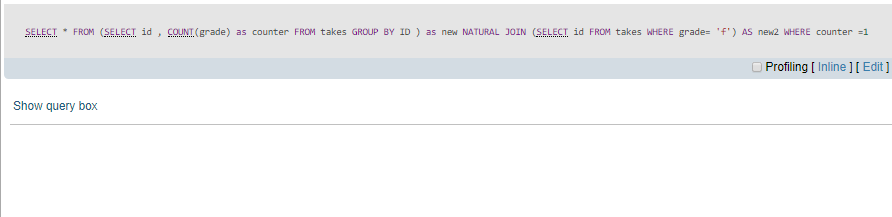 SELECT * FROM (SELECT id , COUNT(grade) as counter FROM takes GROUP BY ID ) as new NATURAL JOIN (SELECT id FROM takes WHERE grade= 'f') AS new2 WHERE counter =1
Profiling [ Inline ] [ Edit ]
Show query box